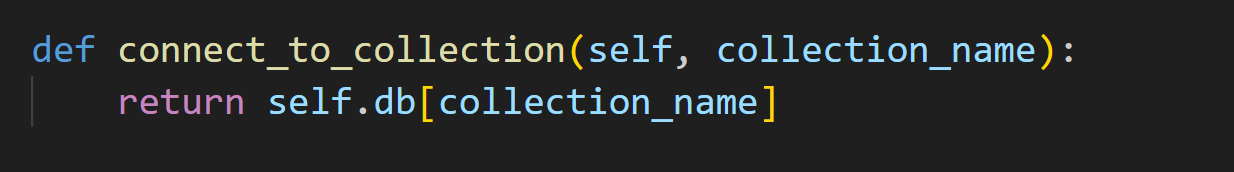 def connect_to_collection(self, collection_name):
    return self.db[collection_name]